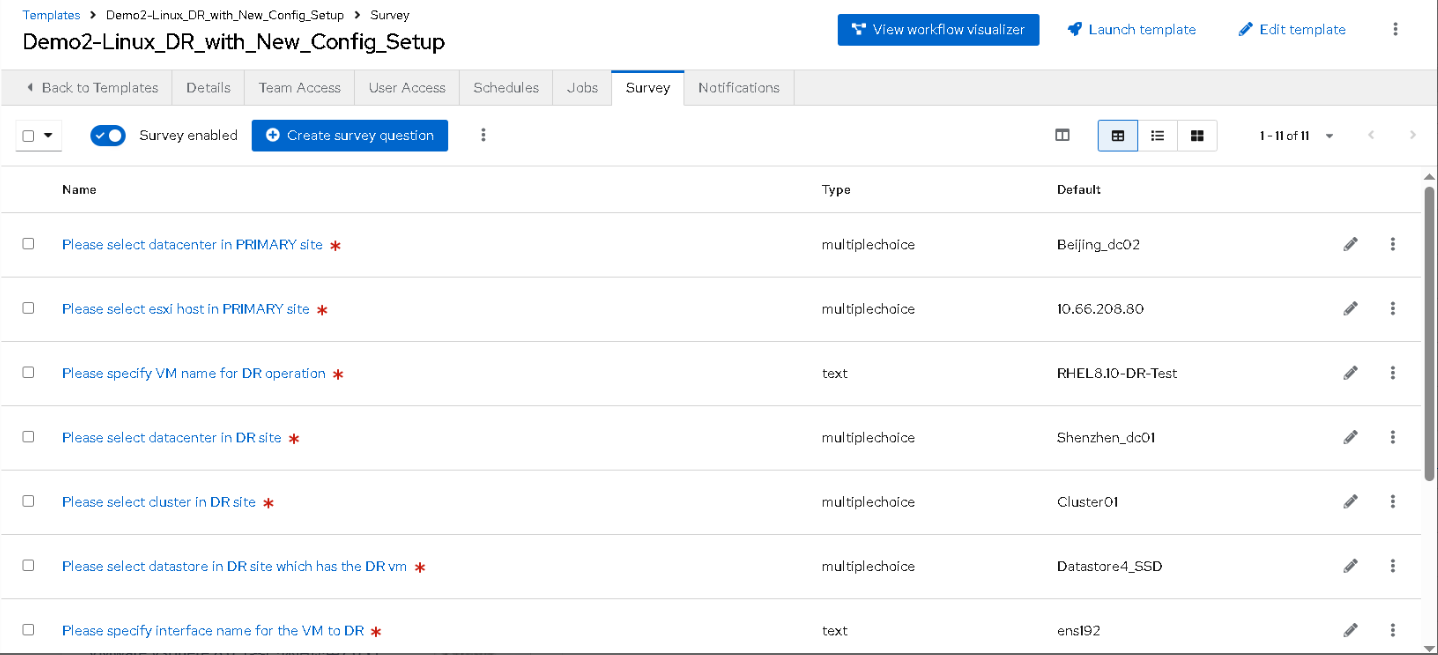 Templates > Demo2-Linux_DR_with_New_Config_Setup > Survey
Demo2-Linux_DR_with_New_Config_Setup
View workflow visualizer Launch template Edit template
Back to Templates Details Team Access User Access Schedules Jobs Survey Notifications
Survey enabled Create survey question 1 - 11 of 11
Name Type Default
Please select datacenter in PRIMARY site * multiplechoice Beijing_dc02
Please select esxi host in PRIMARY site * multiplechoice 10.66.208.80
Please specify VM name for DR operation * text RHEL8.10-DR-Test
Please select datacenter in DR site * multiplechoice Shenzhen_dc01
Please select cluster in DR site * multiplechoice Cluster01
Please select datastore in DR site which has the DR vm * multiplechoice Datastore4_SSD
Please specify interface name for the VM to DR * text ens192